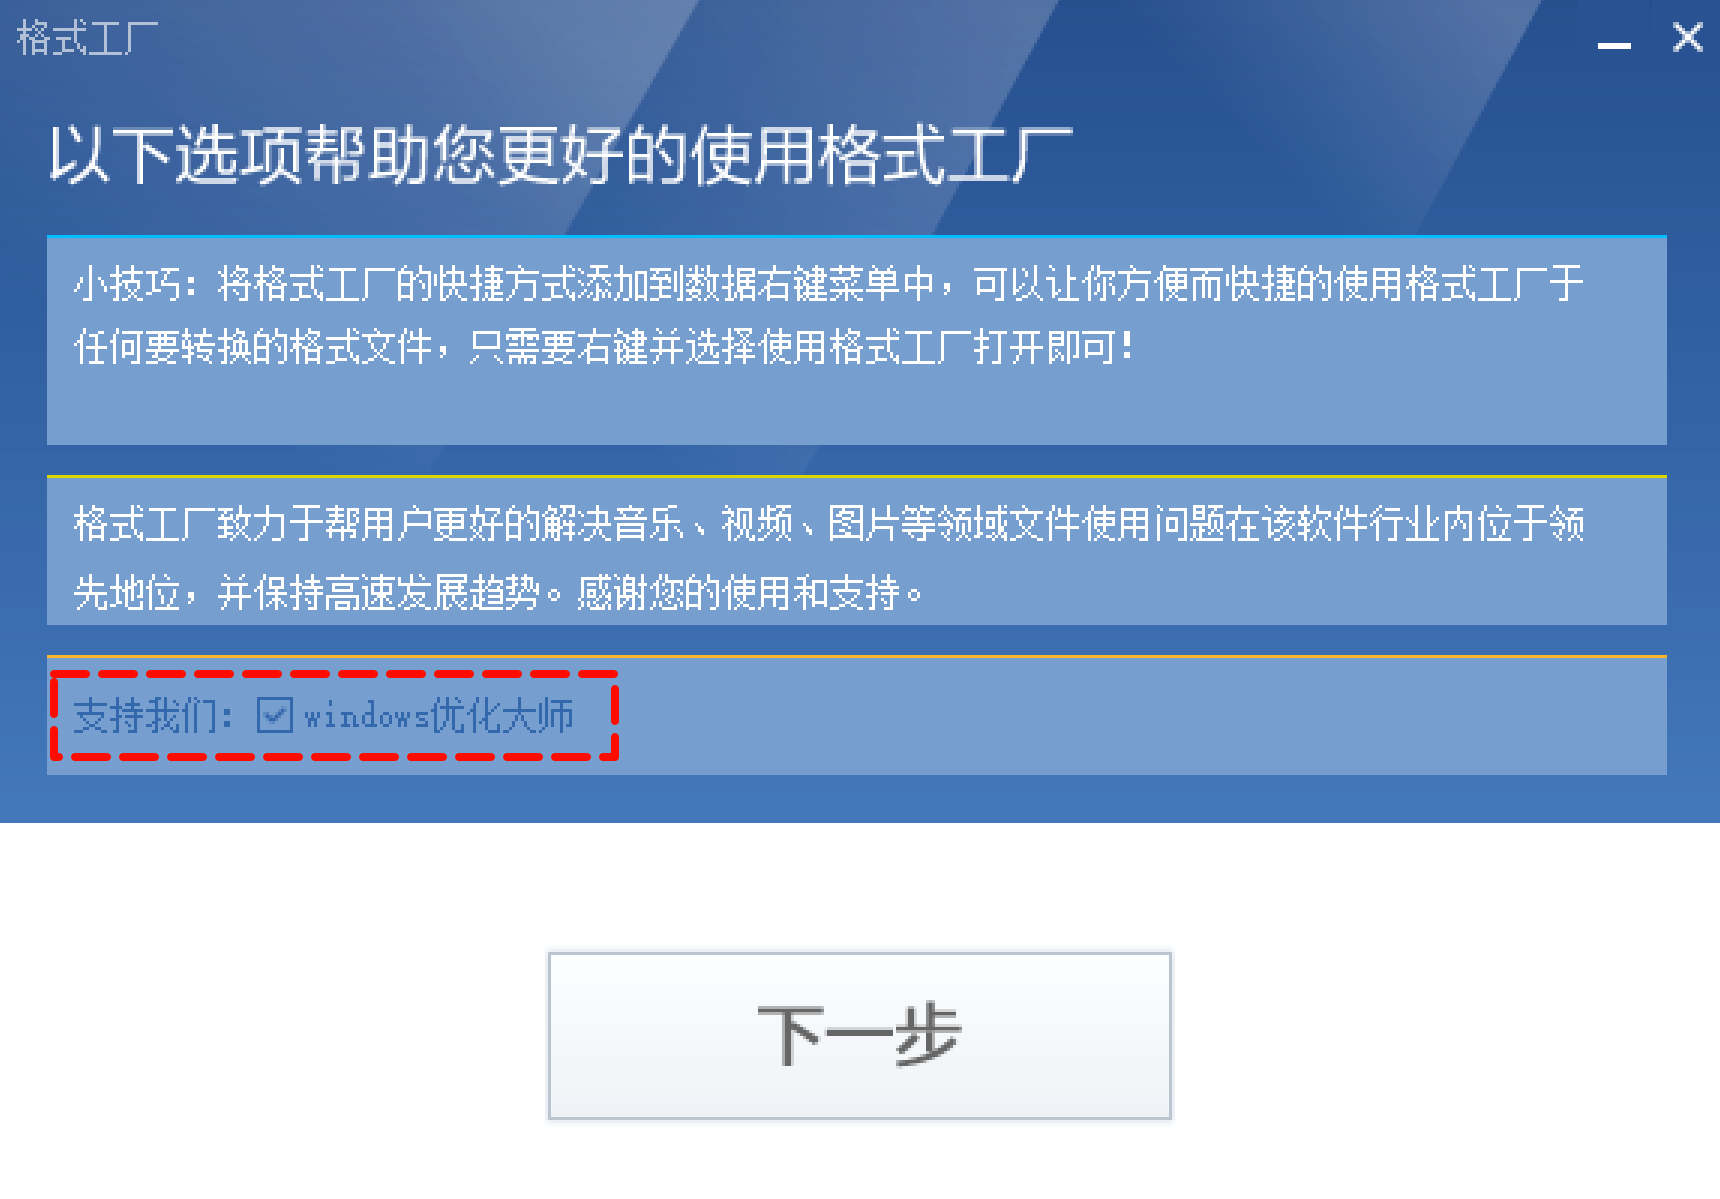 格式工厂
以下选项帮助您更好的使用格式工厂
小技巧：将格式工厂的快捷方式添加到数据右键菜单中，可以让你方便而快捷的使用格式工厂于
任何要转换的格式文件，只需要右键并选择使用格式工厂打开即可！
格式工厂致力于帮用户更好的解决音乐、视频、图片等领域文件使用问题在该软件行业内位于领
先地位，并保持高速发展趋势。感谢您的使用和支持。
支持我们：windows优化大师
下一步